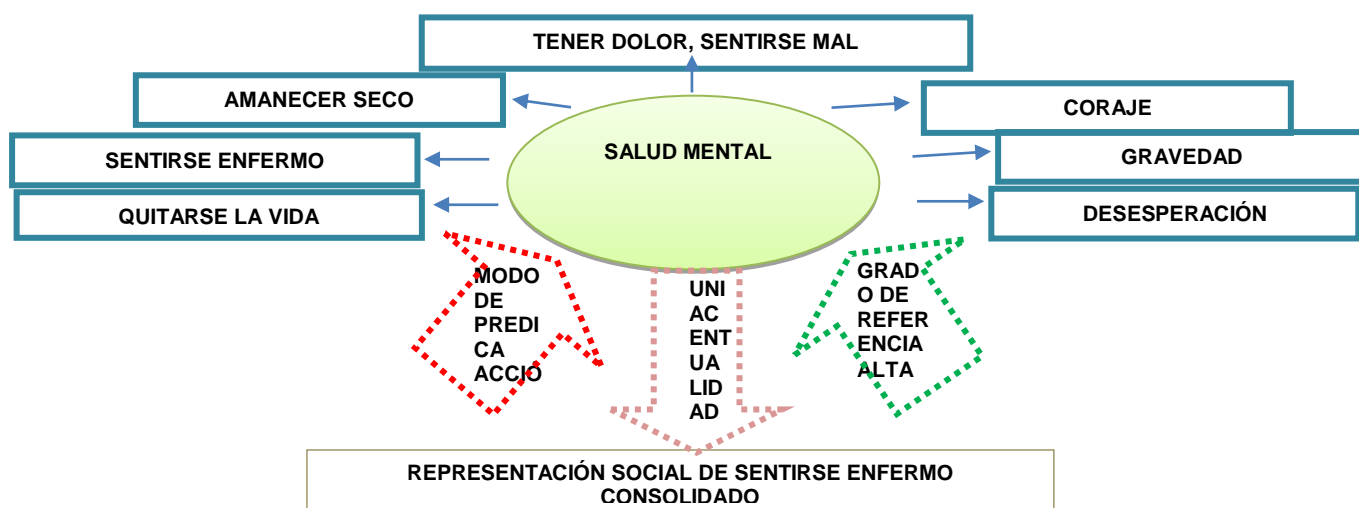 TENER DOLOR, SENTIRSE MAL
AMANECER SECO
CORAJE
SENTIRSE ENFERMO
SALUD MENTAL
GRAVEDAD
QUITARSE LA VIDA
DESESPERACIÓN
MODO
DE
PREDI
CA
ACCIO
UNI
AC
ENT
UA
LID
AD
GRAD
O DE
REFER
ENCIA
ALTA
REPRESENTACIÓN SOCIAL DE SENTIRSE ENFERMO
CONSOLIDADO